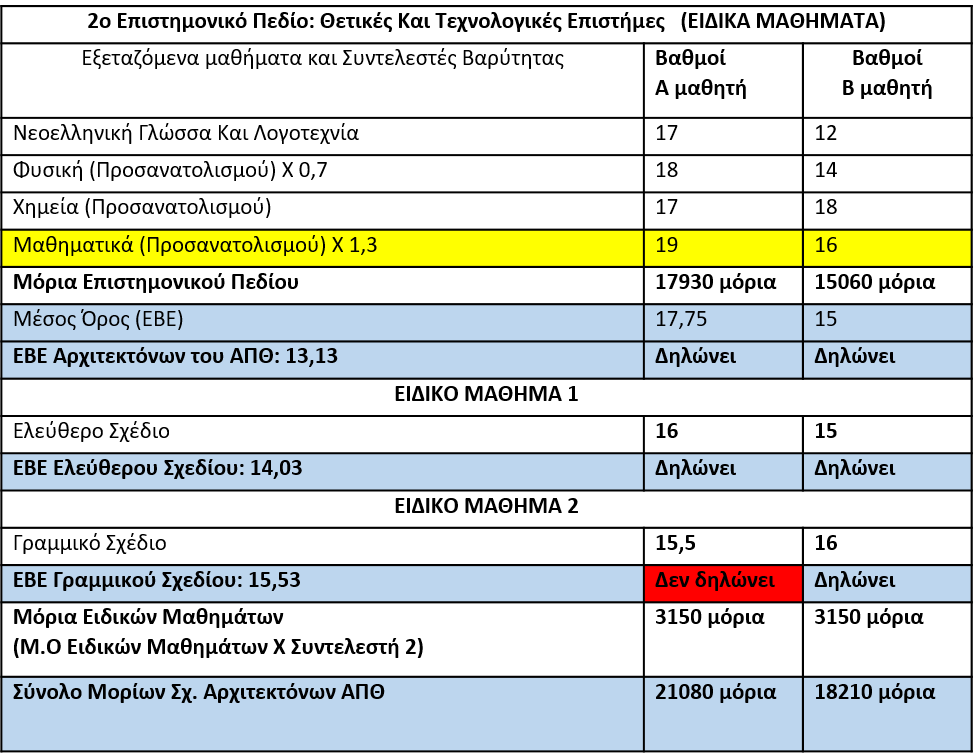 2ο Επιστημονικό Πεδίο: Θετικές Και Τεχνολογικές Επιστήμες (ΕΙΔΙΚΑ ΜΑΘΗΜΑΤΑ)
Εξεταζόμενα μαθήματα και Συντελεστές Βαρύτητας Βαθμοί Α μαθητή Βαθμοί Β μαθητή
Νεοελληνική Γλώσσα Και Λογοτεχνία 17 12
Φυσική (Προσανατολισμού) Χ 0,7 18 14
Χημεία (Προσανατολισμού) 17 18
Μαθηματικά (Προσανατολισμού) Χ 1,3 19 16
Μόρια Επιστημονικού Πεδίου 17930 μόρια 15060 μόρια
Μέσος Όρος (ΕΒΕ) 17,75 15
ΕΒΕ Αρχιτεκτόνων του ΑΠΘ: 13,13 Δηλώνει Δηλώνει
ΕΙΔΙΚΟ ΜΑΘΗΜΑ 1
Ελεύθερο Σχέδιο 16 15
ΕΒΕ Ελεύθερου Σχεδίου: 14,03 Δηλώνει Δηλώνει
ΕΙΔΙΚΟ ΜΑΘΗΜΑ 2
Γραμμικό Σχέδιο 15,5 16
ΕΒΕ Γραμμικού Σχεδίου: 15,53 Δεν δηλώνει Δηλώνει
Μόρια Ειδικών Μαθημάτων 3150 μόρια 3150 μόρια
(Μ.Ο Ειδικών Μαθημάτων Χ Συντελεστή 2)
Σύνολο Μορίων Σχ. Αρχιτεκτόνων ΑΠΘ 21080 μόρια 18210 μόρια